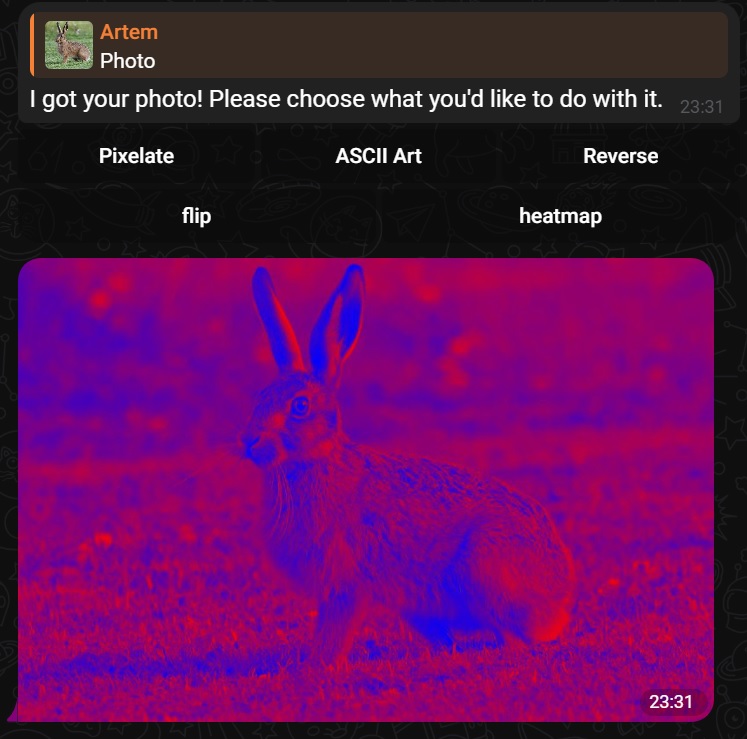 Artem
Photo
I got your photo! Please choose what you'd like to do with it. 23:31
Pixelate ASCII Art Reverse
flip heatmap
23:31